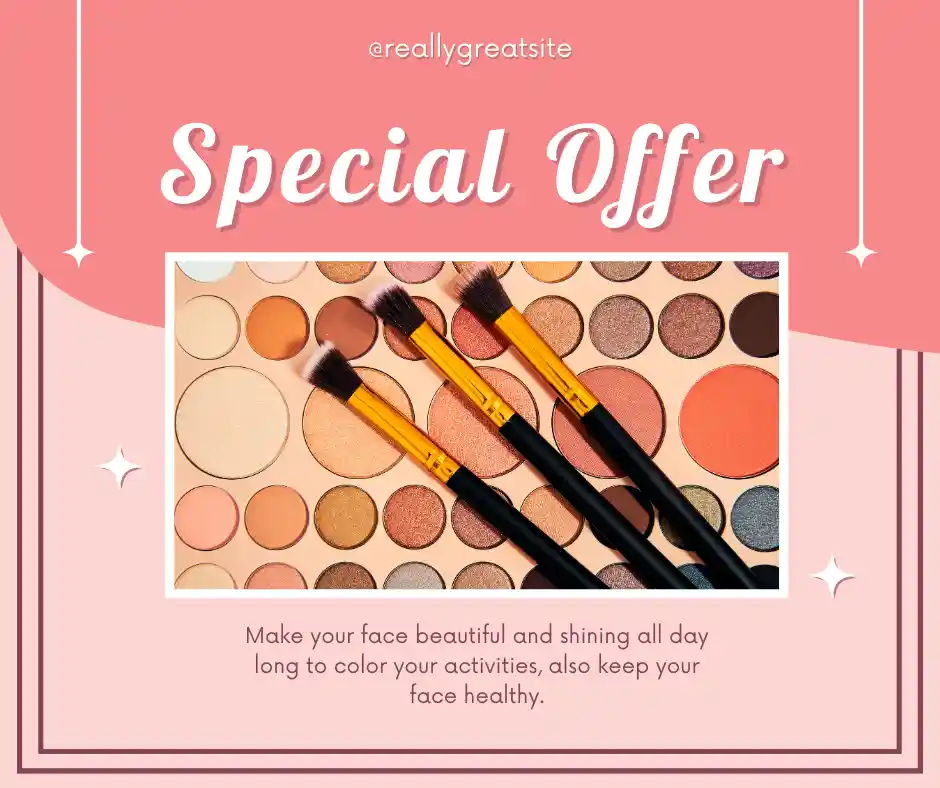 @reallygreatsite
Special Offer
Make your face beautiful and shining all day
long to color your activities, also keep your
face healthy.